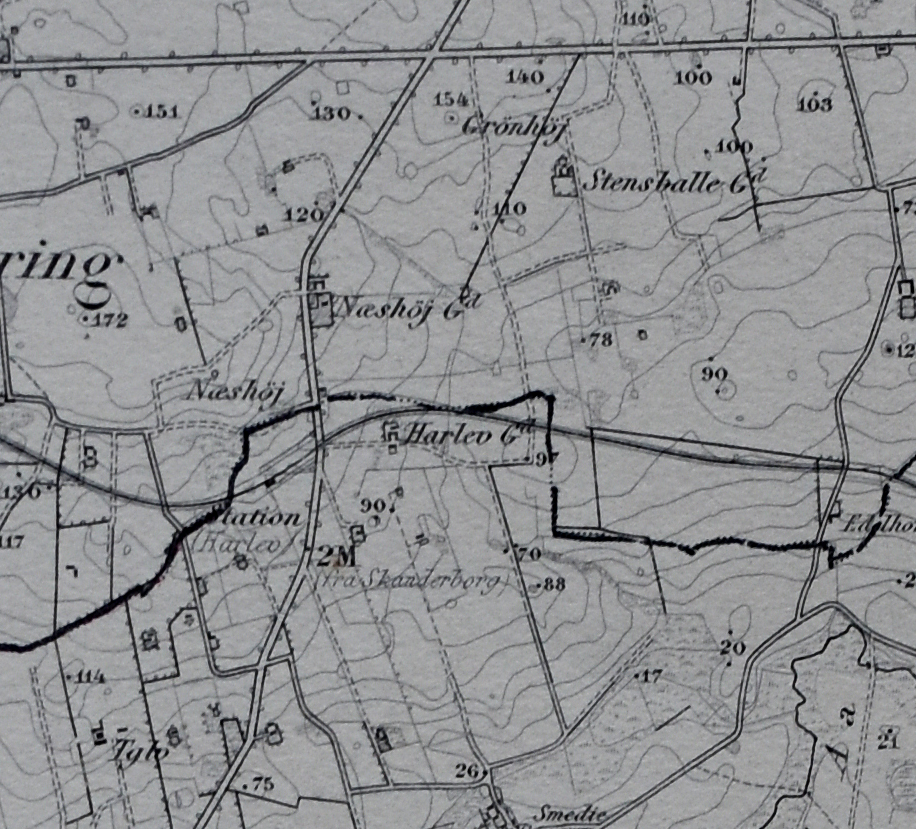 110
140
100
151
130
154
103
Grönhöj
100
Stensballe Gd
120
110
ring
172
Næshöj Gd
78
90
Næshöj
Harlev Gd
97
136
90
Station
(Harlev)
117
2M
(fra Skanderborg)
70
88
20
17
114
Tglv
21
26
75
Aa
Smedie